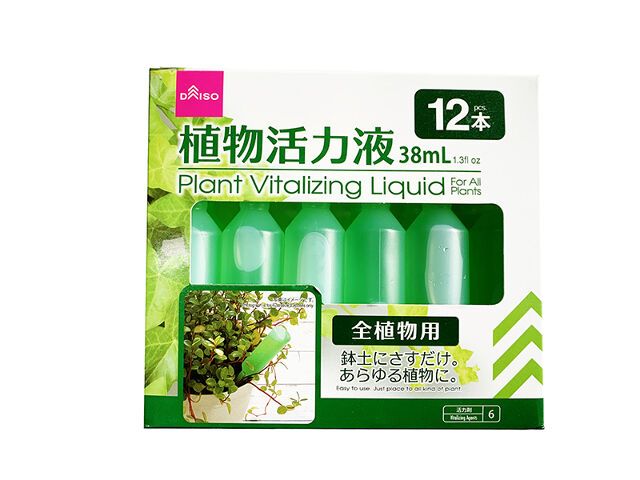 DAISO
12本
pcs.
植物活力液 38mL 1.3fl oz
Plant Vitalizing Liquid For All Plants
全植物用
鉢土にさすだけ。
あらゆる植物に。
Easy to use. Just place to all kind of plant.
活力剤
Vitalizing Agents
6